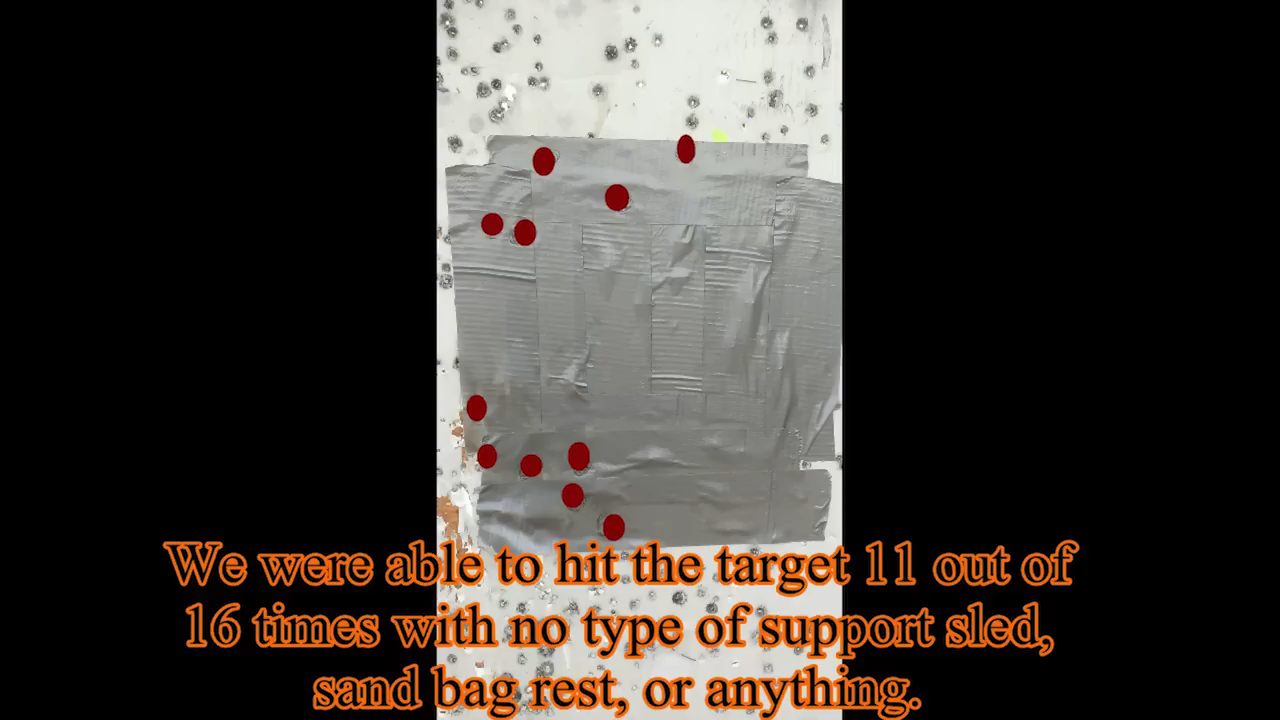 We were able to hit the target 11 out of
16 times with no type of support sled,
sand bag rest, or anything.